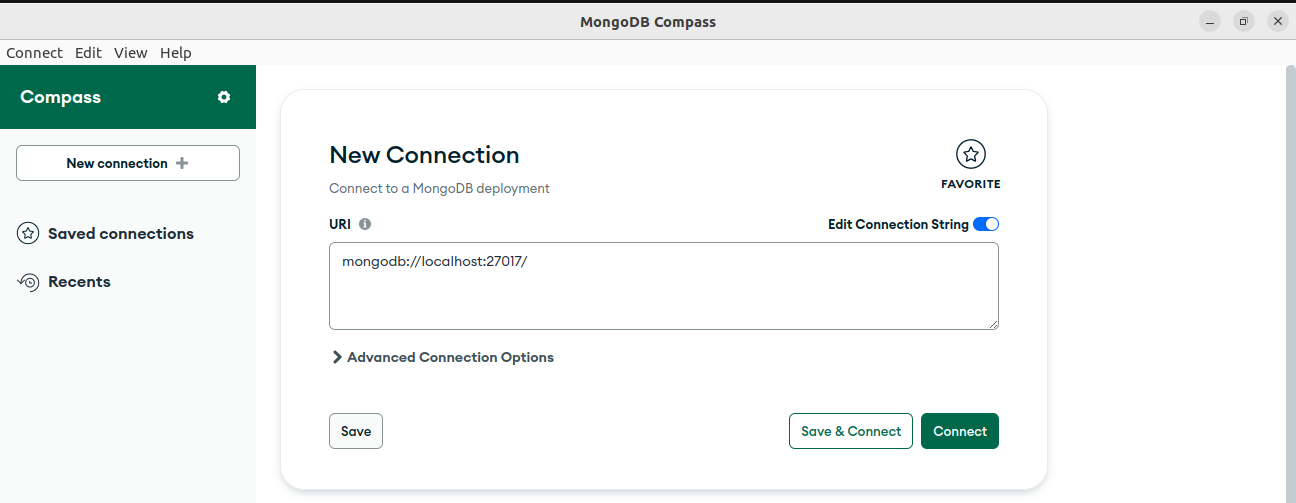 MongoDB Compass
Connect Edit View Help
Compass
New connection
Saved connections
Recents
New Connection
Connect to a MongoDB deployment
FAVORITE
URI
Edit Connection String
mongodb://localhost:27017/
Advanced Connection Options
Save
Save & Connect
Connect